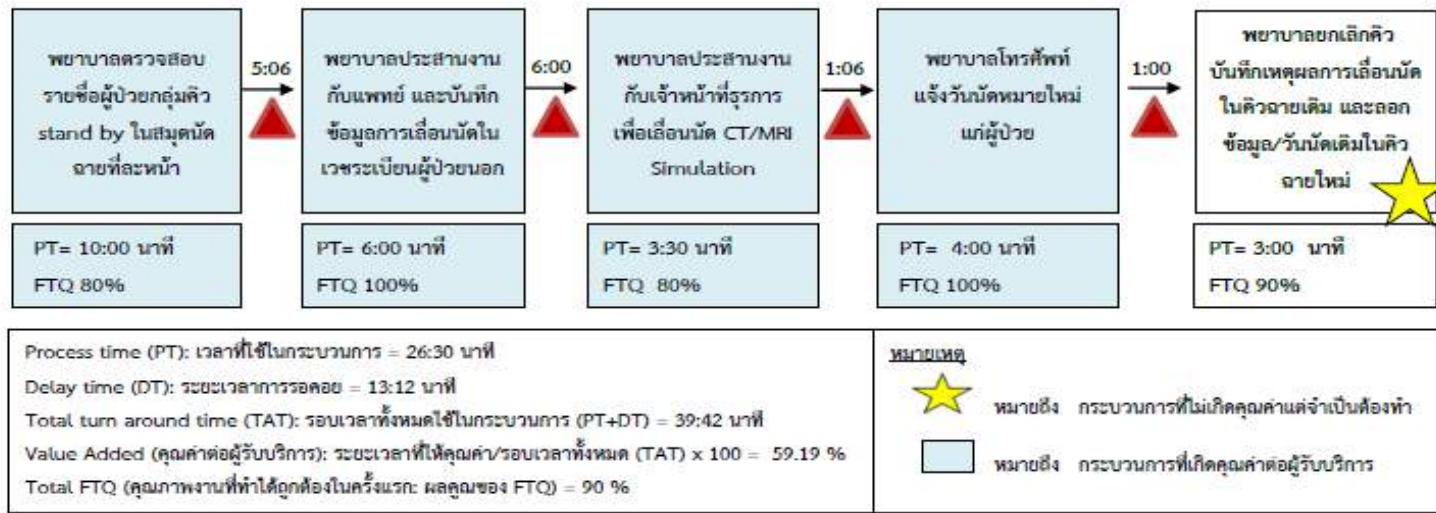 พยาบาลตรวจสอบ
รายชื่อผู้ป่วยกลุ่มคิว
stand by ในสมุดนัด
ฉายทีละหน้า
5:06
พยาบาลประสานงาน
กับแพทย์ และบันทึก
ข้อมูลการเลื่อนนัดใน
เวชระเบียนผู้ป่วยนอก
6:00
พยาบาลประสานงาน
กับเจ้าหน้าที่ธุรการ
เพื่อเลื่อนนัด CT/MRI
Simulation
1:06
พยาบาลโทรศัพท์
แจ้งวันนัดหมายใหม่
แก่ผู้ป่วย
1:00
พยาบาลยกเลิกคิว
บันทึกเหตุผลการเลื่อนนัด
ในคิวฉายเดิม และลอก
ข้อมูล/วันนัดเดิมในคิว
ฉายใหม่
PT= 10:00 นาที
FTQ 80%
PT= 6:00 นาที
FTQ 100%
PT= 3:30 นาที
FTQ 80%
PT= 4:00 นาที
FTQ 100%
PT= 3:00 นาที
FTQ 90%
Process time (PT): เวลาที่ใช้ในกระบวนการ = 26:30 นาที
Delay time (DT): ระยะเวลาการรอคอย = 13:12 นาที
Total turn around time (TAT): รอบเวลาทั้งหมดใช้ในกระบวนการ (PT+DT) = 39:42 นาที
Value Added (คุณค่าต่อผู้รับบริการ): ระยะเวลาที่ให้คุณค่า/รอบเวลาทั้งหมด (TAT) x 100 = 59.19 %
Total FTQ (คุณภาพงานที่ทำได้ถูกต้องในครั้งแรก: ผลคูณของ FTQ) = 90 %
หมายเหตุ
หมายถึง กระบวนการที่ไม่เกิดคุณค่าแต่จำเป็นต้องทำ
หมายถึง กระบวนการที่เกิดคุณค่าต่อผู้รับบริการ